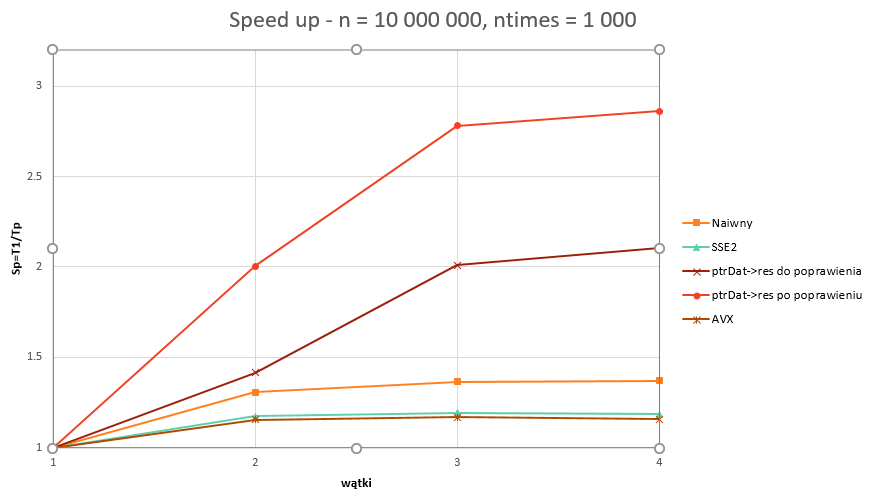 Speed up - n = 10 000 000, ntimes = 1 000
3
2.5
2
1.5
1
Sp=T1/Tp
1 2 3 4
wątki
Naiwny
SSE2
ptrDat->res do poprawienia
ptrDat->res po poprawieniu
AVX